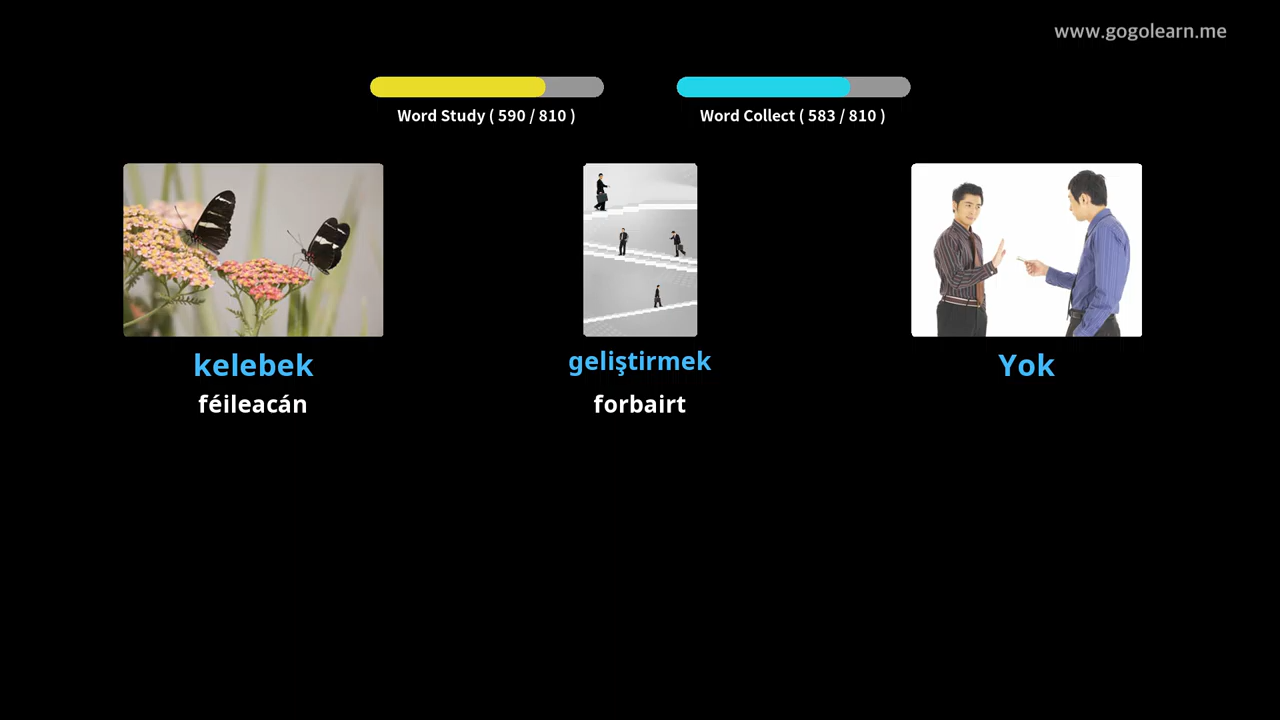 www.gogolearn.me
Word Study ( 590 / 810 )
Word Collect ( 583 / 810 )
kelebek
féileacán
geliştirmek
forbairt
Yok